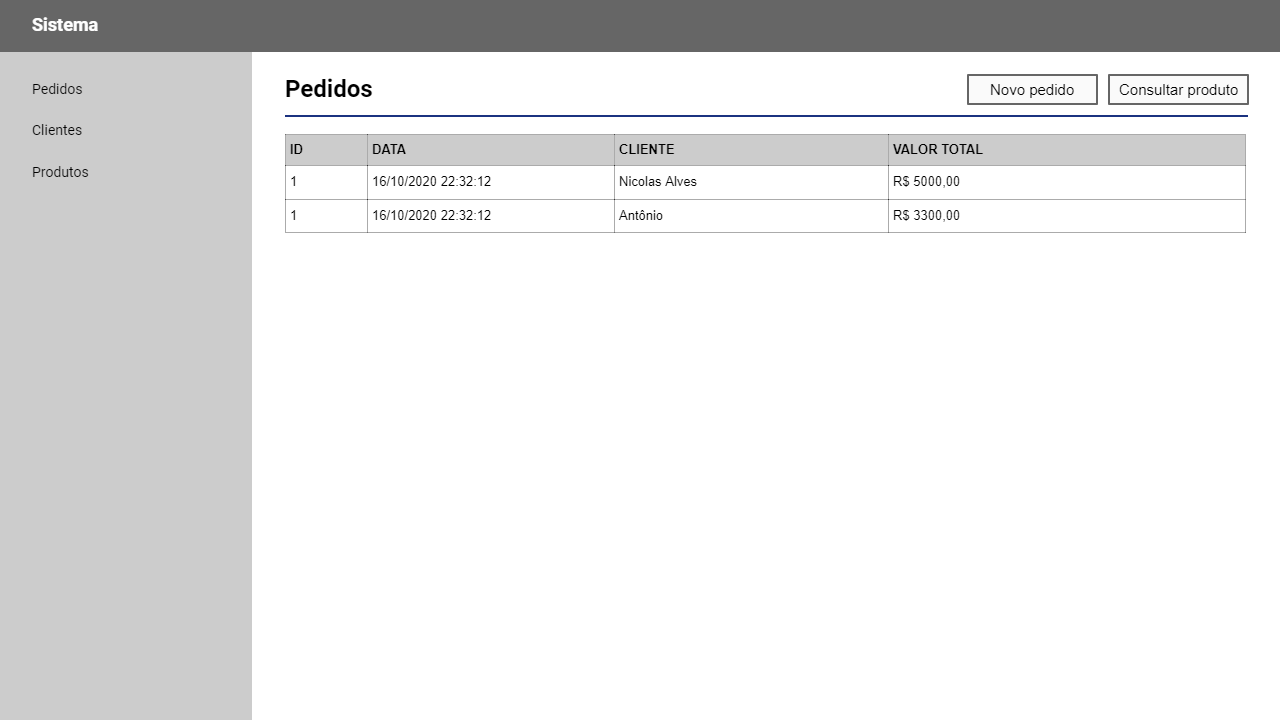 Sistema
Pedidos
Clientes
Produtos
Pedidos
Novo pedido
Consultar produto
ID DATA CLIENTE VALOR TOTAL
1 16/10/2020 22:32:12 Nicolas Alves R$ 5000,00
1 16/10/2020 22:32:12 Antônio R$ 3300,00